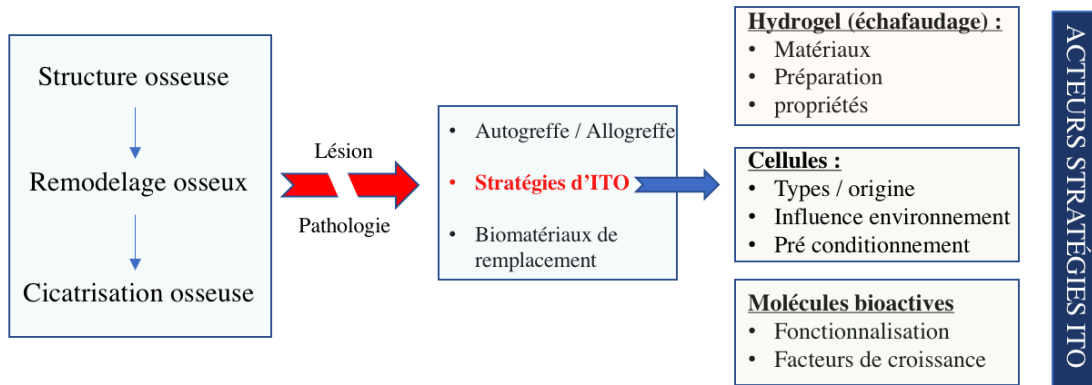 Structure osseuse
Remodelage osseux
Cicatrisation osseuse
Lésion
Pathologie
• Autogreffe / Allogreffe
• Stratégies d’ITO
• Biomatériaux de
remplacement
Hydrogel (échafaudage) :
• Matériaux
• Préparation
• propriétés
Cellules :
• Types / origine
• Influence environnement
• Pré conditionnement
Molécules bioactives
• Fonctionnalisation
• Facteurs de croissance
ACTEURS STRATÉGIES ITO